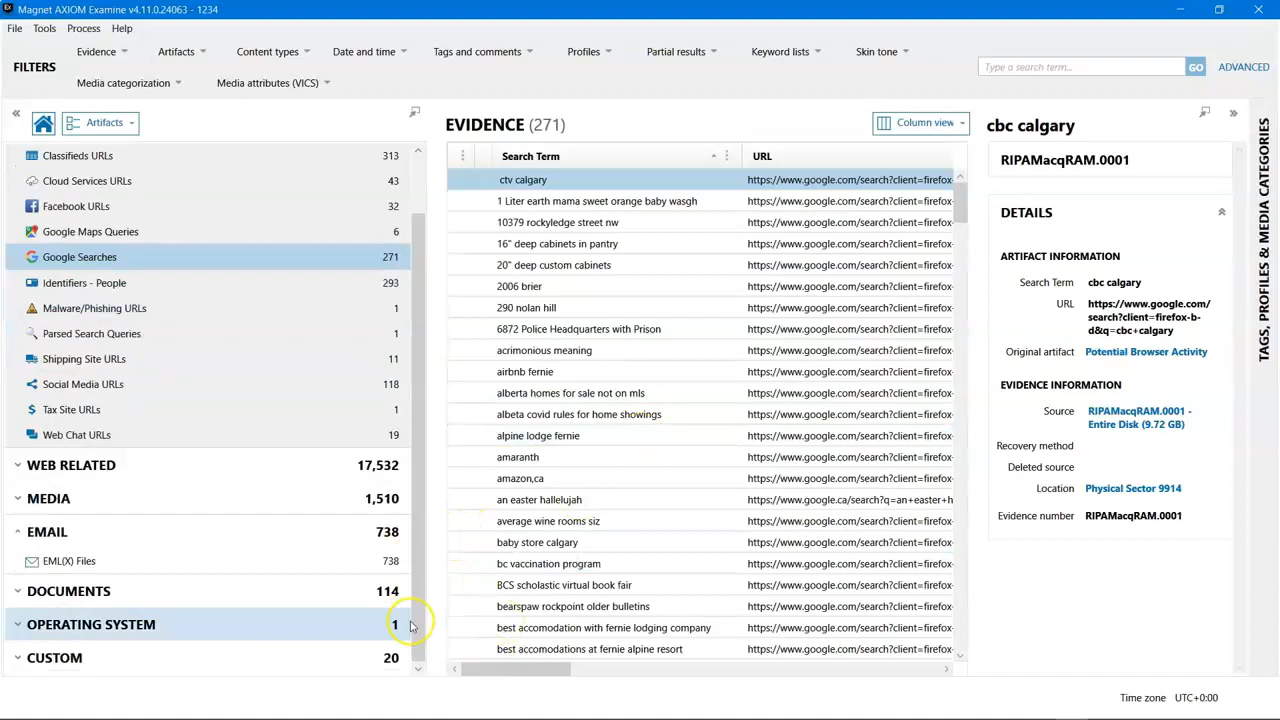 Magnet AXIOM Examine v4.11.0.24063 - 1234
File Tools Process Help
FILTERS
Evidence Artifacts Content types Date and time Tags and comments Profiles Partial results Keyword lists Skin tone
Media categorization Media attributes (VICS)
Type a search term... GO ADVANCED
Artifacts
Classifieds URLs 313
Cloud Services URLs 43
Facebook URLs 32
Google Maps Queries 6
Google Searches 271
Identifiers - People 293
Malware/Phishing URLs 1
Parsed Search Queries 1
Shipping Site URLs 11
Social Media URLs 118
Tax Site URLs 1
Web Chat URLs 19
WEB RELATED 17,532
MEDIA 1,510
EMAIL 738
EML(X) Files 738
DOCUMENTS 114
OPERATING SYSTEM 1
CUSTOM 20
EVIDENCE (271)
Column view
Search Term URL
ctv calgary https://www.google.com/search?client=firefox-
1 Liter earth mama sweet orange baby wasgh https://www.google.com/search?client=firefox-
10379 rockyledge street nw https://www.google.com/search?client=firefox-
16" deep cabinets in pantry https://www.google.com/search?client=firefox-
20" deep custom cabinets https://www.google.com/search?client=firefox-
2006 brier https://www.google.com/search?client=firefox-
290 nolan hill https://www.google.com/search?client=firefox-
6872 Police Headquarters with Prison https://www.google.com/search?client=firefox-
acrimonious meaning https://www.google.com/search?client=firefox-
airbnb fernie https://www.google.com/search?client=firefox-
alberta homes for sale not on mls https://www.google.com/search?client=firefox-
albeta covid rules for home showings https://www.google.com/search?client=firefox-
alpine lodge fernie https://www.google.com/search?client=firefox-
amaranth https://www.google.com/search?client=firefox-
amazon,ca https://www.google.com/search?client=firefox-
an easter hallelujah https://www.google.ca/search?q=an+easter+h
average wine rooms siz https://www.google.com/search?client=firefox-
baby store calgary https://www.google.com/search?client=firefox-
bc vaccination program https://www.google.com/search?client=firefox-
BCS scholastic virtual book fair https://www.google.com/search?client=firefox-
bearspaw rockpoint older bulletins https://www.google.com/search?client=firefox-
best accomodation with fernie lodging company https://www.google.com/search?client=firefox-
best accomodations at fernie alpine resort https://www.google.com/search?client=firefox-
cbc calgary
RIPAMacqRAM.0001
DETAILS
ARTIFACT INFORMATION
Search Term cbc calgary
URL https://www.google.com/
search?client=firefox-b-
d&q=cbc+calgary
Original artifact Potential Browser Activity
EVIDENCE INFORMATION
Source RIPAMacqRAM.0001 -
Entire Disk (9.72 GB)
Recovery method
Deleted source
Location Physical Sector 9914
Evidence number RIPAMacqRAM.0001
TAGS, PROFILES & MEDIA CATEGORIES
Time zone UTC+0:00